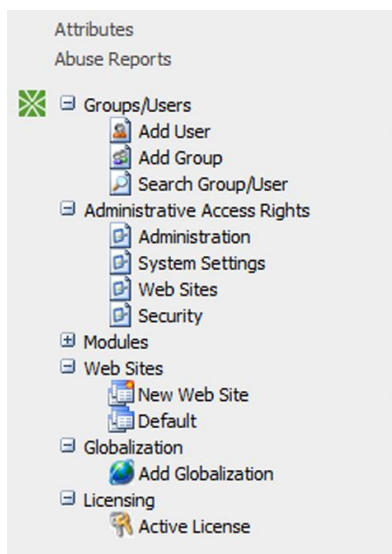 Attributes
Abuse Reports
Groups/Users
Add User
Add Group
Search Group/User
Administrative Access Rights
Administration
System Settings
Web Sites
Security
Modules
Web Sites
New Web Site
Default
Globalization
Add Globalization
Licensing
Active License